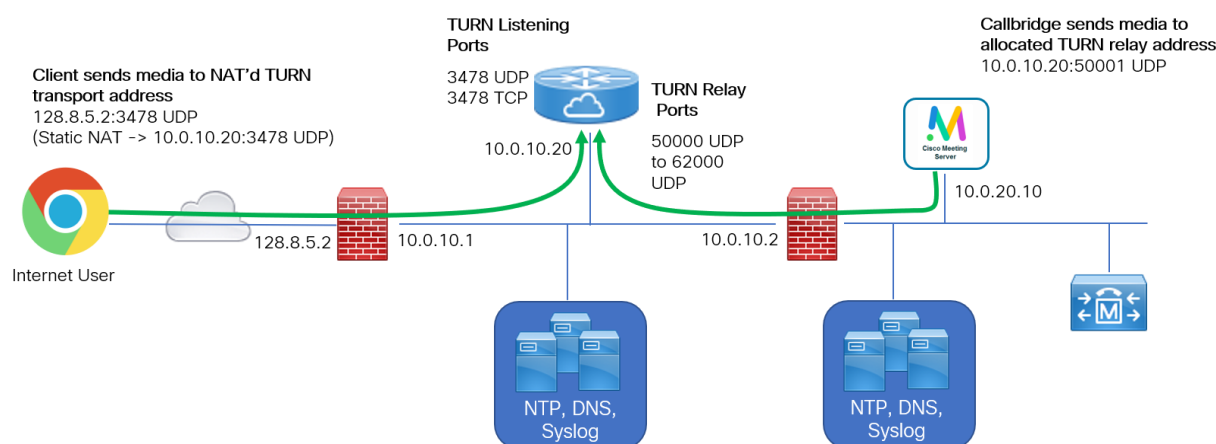 TURN Listening
Ports
3478 UDP
3478 TCP
Callbridge sends media to
allocated TURN relay address
10.0.10.20:50001 UDP
Client sends media to NAT'd TURN
transport address
128.8.5.2:3478 UDP
(Static NAT -> 10.0.10.20:3478 UDP)
TURN Relay
Ports
50000 UDP
to 62000
UDP
10.0.10.20
Cisco Meeting
Server
10.0.20.10
128.8.5.2
10.0.10.1
10.0.10.2
Internet User
M
NTP, DNS,
Syslog
NTP, DNS,
Syslog